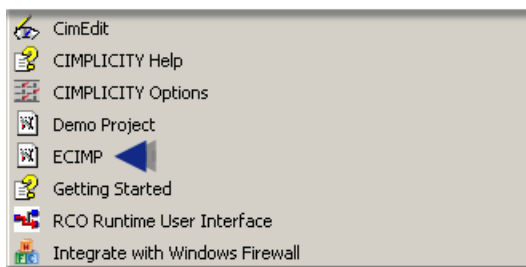 CimEdit
CIMPLICITY Help
CIMPLICITY Options
Demo Project
ECIMP
Getting Started
RCO Runtime User Interface
Integrate with Windows Firewall